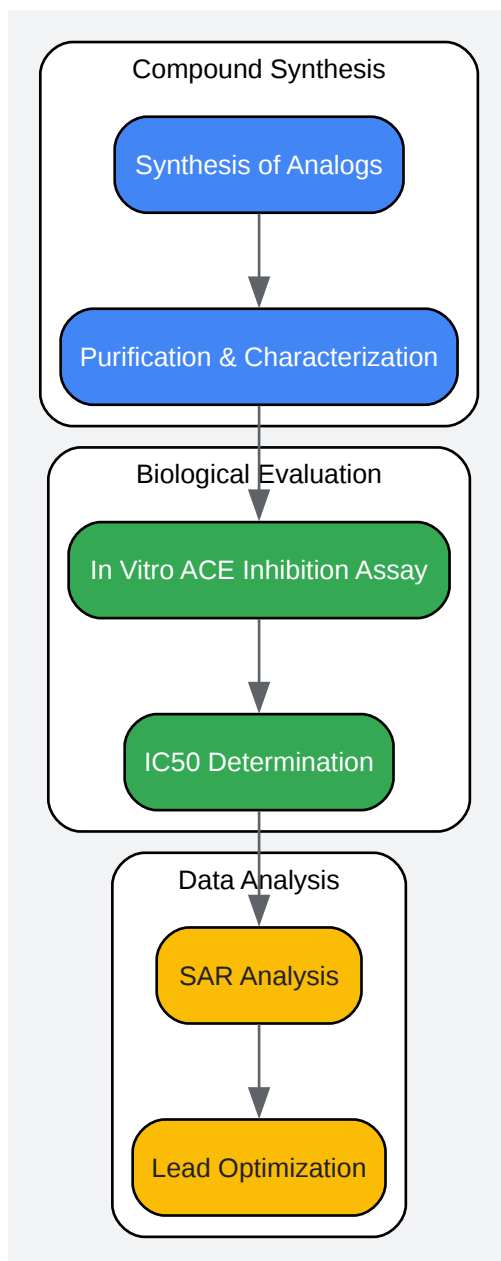 Compound Synthesis
Synthesis of Analogs
Purification & Characterization
Biological Evaluation
In Vitro ACE Inhibition Assay
IC50 Determination
Data Analysis
SAR Analysis
Lead Optimization